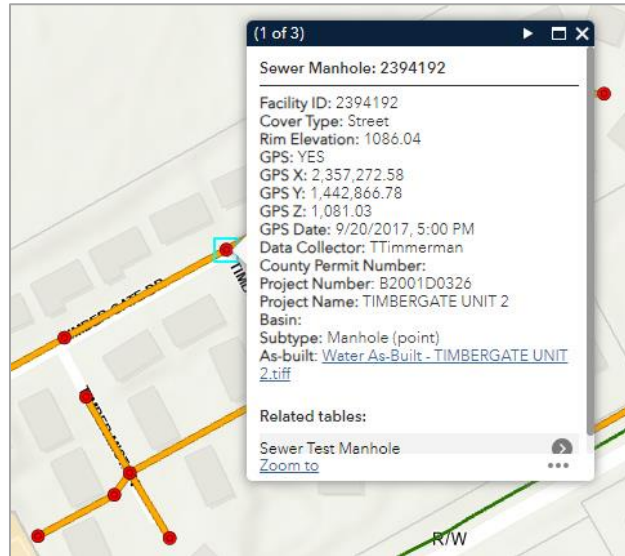 (1 of 3)
Sewer Manhole: 2394192
Facility ID: 2394192
Cover Type: Street
Rim Elevation: 1086.04
GPS: YES
GPS X: 2,357,272.58
GPS Y: 1,442,866.78
GPS Z: 1,081.03
GPS Date: 9/20/2017, 5:00 PM
Data Collector: TTimmerman
County Permit Number:
Project Number: B2001D0326
Project Name: TIMBERGATE UNIT 2
Basin:
Subtype: Manhole (point)
As-built: Water As-Built - TIMBERGATE UNIT
2.tiff
Related tables:
Sewer Test Manhole
Zoom to
R/W